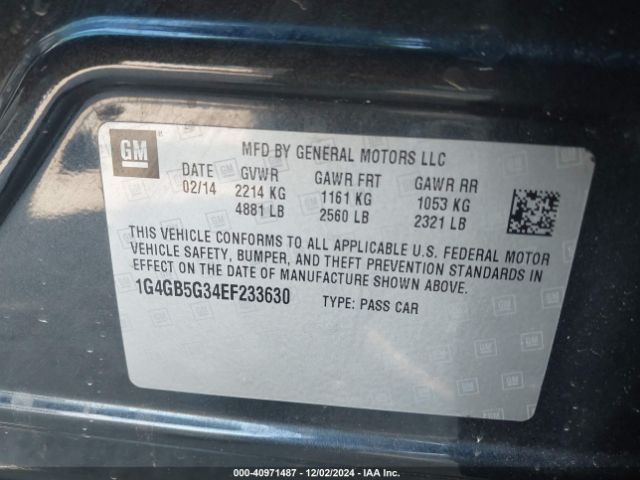 GM
MFD BY GENERAL MOTORS LLC
DATE GVWR GAWR FRT GAWR RR
02/14 2214 KG 1161 KG 1053 KG
4881 LB 2560 LB 2321 LB
THIS VEHICLE CONFORMS TO ALL APPLICABLE U.S. FEDERAL MOTOR
VEHICLE SAFETY, BUMPER, AND THEFT PREVENTION STANDARDS IN
EFFECT ON THE DATE OF MANUFACTURE SHOWN ABOVE.
1G4GB5G34EF233630 TYPE: PASS CAR
000-40971487 - 12/02/2024 - IAA Inc.